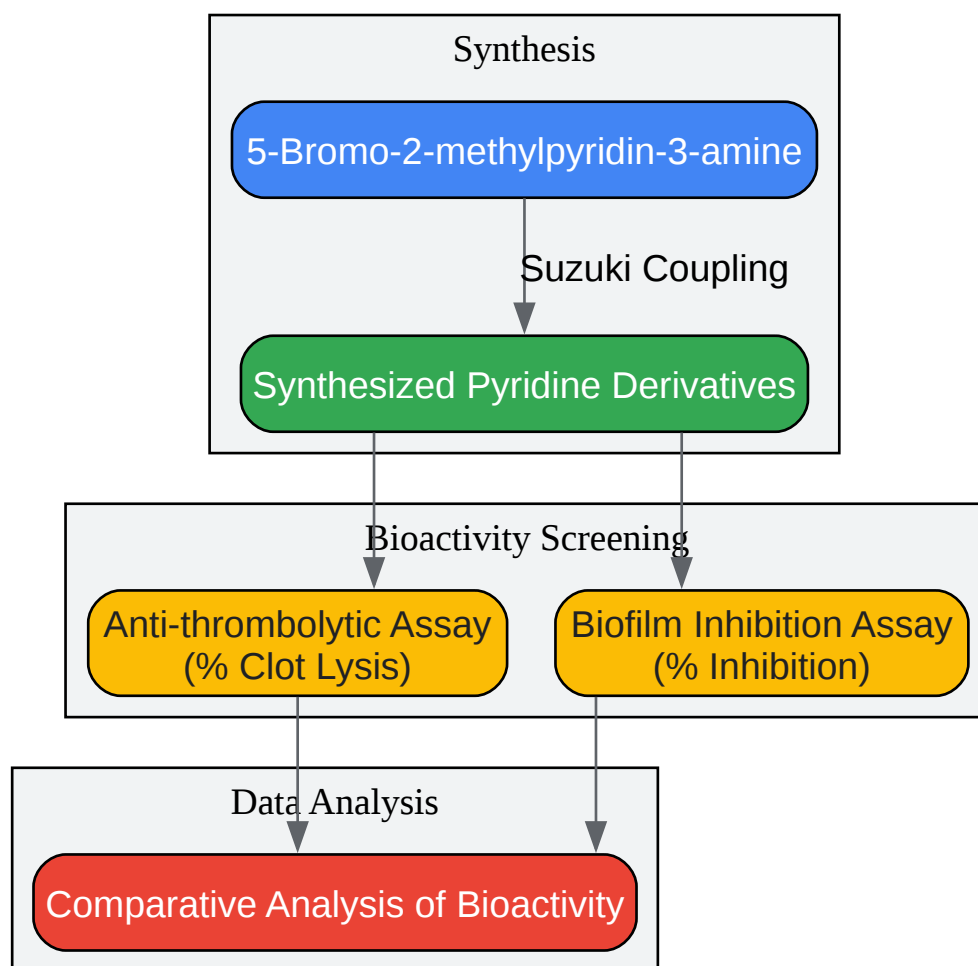 Synthesis
5-Bromo-2-methylpyridin-3-amine
Suzuki Coupling
Synthesized Pyridine Derivatives
Bioactivity Screening
Anti-thrombolytic Assay
(% Clot Lysis)
Biofilm Inhibition Assay
(% Inhibition)
Data Analysis
Comparative Analysis of Bioactivity